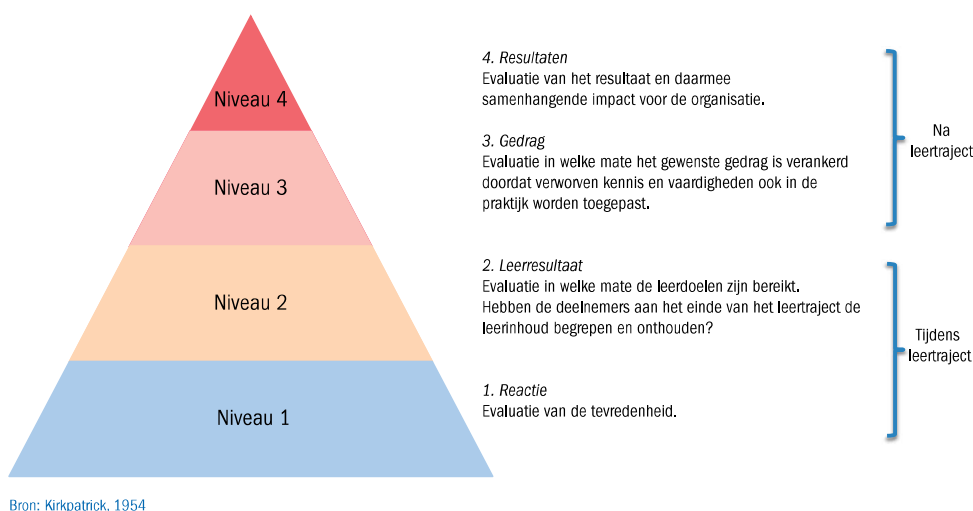 Niveau 4
Niveau 3
Niveau 2
Niveau 1
4. Resultaten
Evaluatie van het resultaat en daarmee
samenhangende impact voor de organisatie.
3. Gedrag
Evaluatie in welke mate het gewenste gedrag is verankerd
doordat verworven kennis en vaardigheden ook in de
praktijk worden toegepast.
2. Leerresultaat
Evaluatie in welke mate de leerdoelen zijn bereikt.
Hebben de deelnemers aan het einde van het leertraject de
leerinhoud begrepen en onthouden?
1. Reactie
Evaluatie van de tevredenheid.
Na
leertraject
Tijdens
leertraject
Bron: Kirkpatrick, 1954